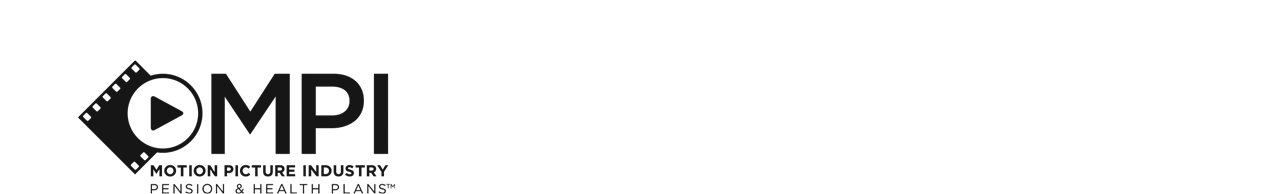 MPI
MOTION PICTURE INDUSTRY
PENSION & HEALTH PLANS™